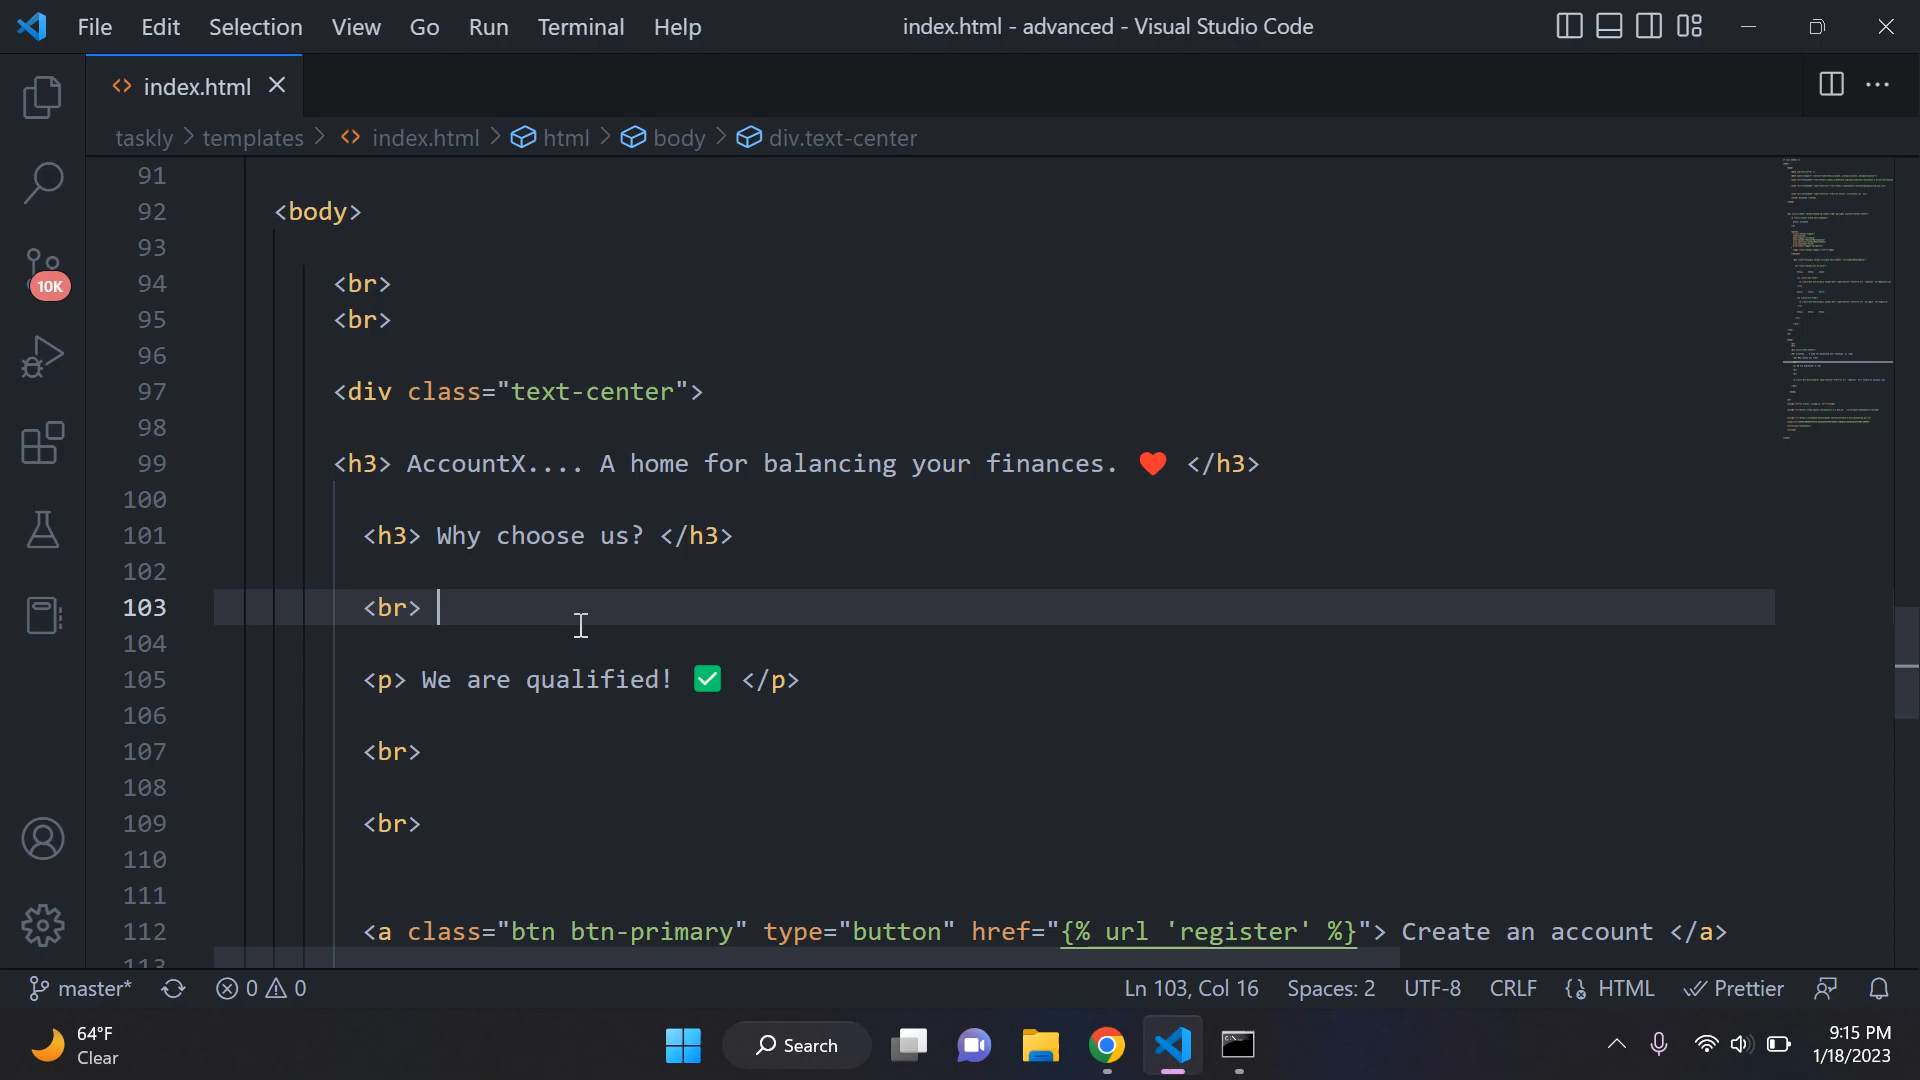 File Edit Selection View Go Run Terminal Help index.html - advanced - Visual Studio Code
<> index.html
taskly > templates > <> index.html > html > body > div.text-center
91
92 <body>
93
94 <br>
95 <br>
96
97 <div class="text-center">
98
99 <h3> AccountX.... A home for balancing your finances. ❤️ </h3>
100
101 <h3> Why choose us? </h3>
102
103 <br>
104
105 <p> We are qualified! ✅ </p>
106
107 <br>
108
109 <br>
110
111
112 <a class="btn btn-primary" type="button" href="{% url 'register' %}"> Create an account </a>
113
10K
master* 0 0 Ln 103, Col 16 Spaces: 2 UTF-8 CRLF HTML Prettier
64°F
Clear
Search
9:15 PM
1/18/2023